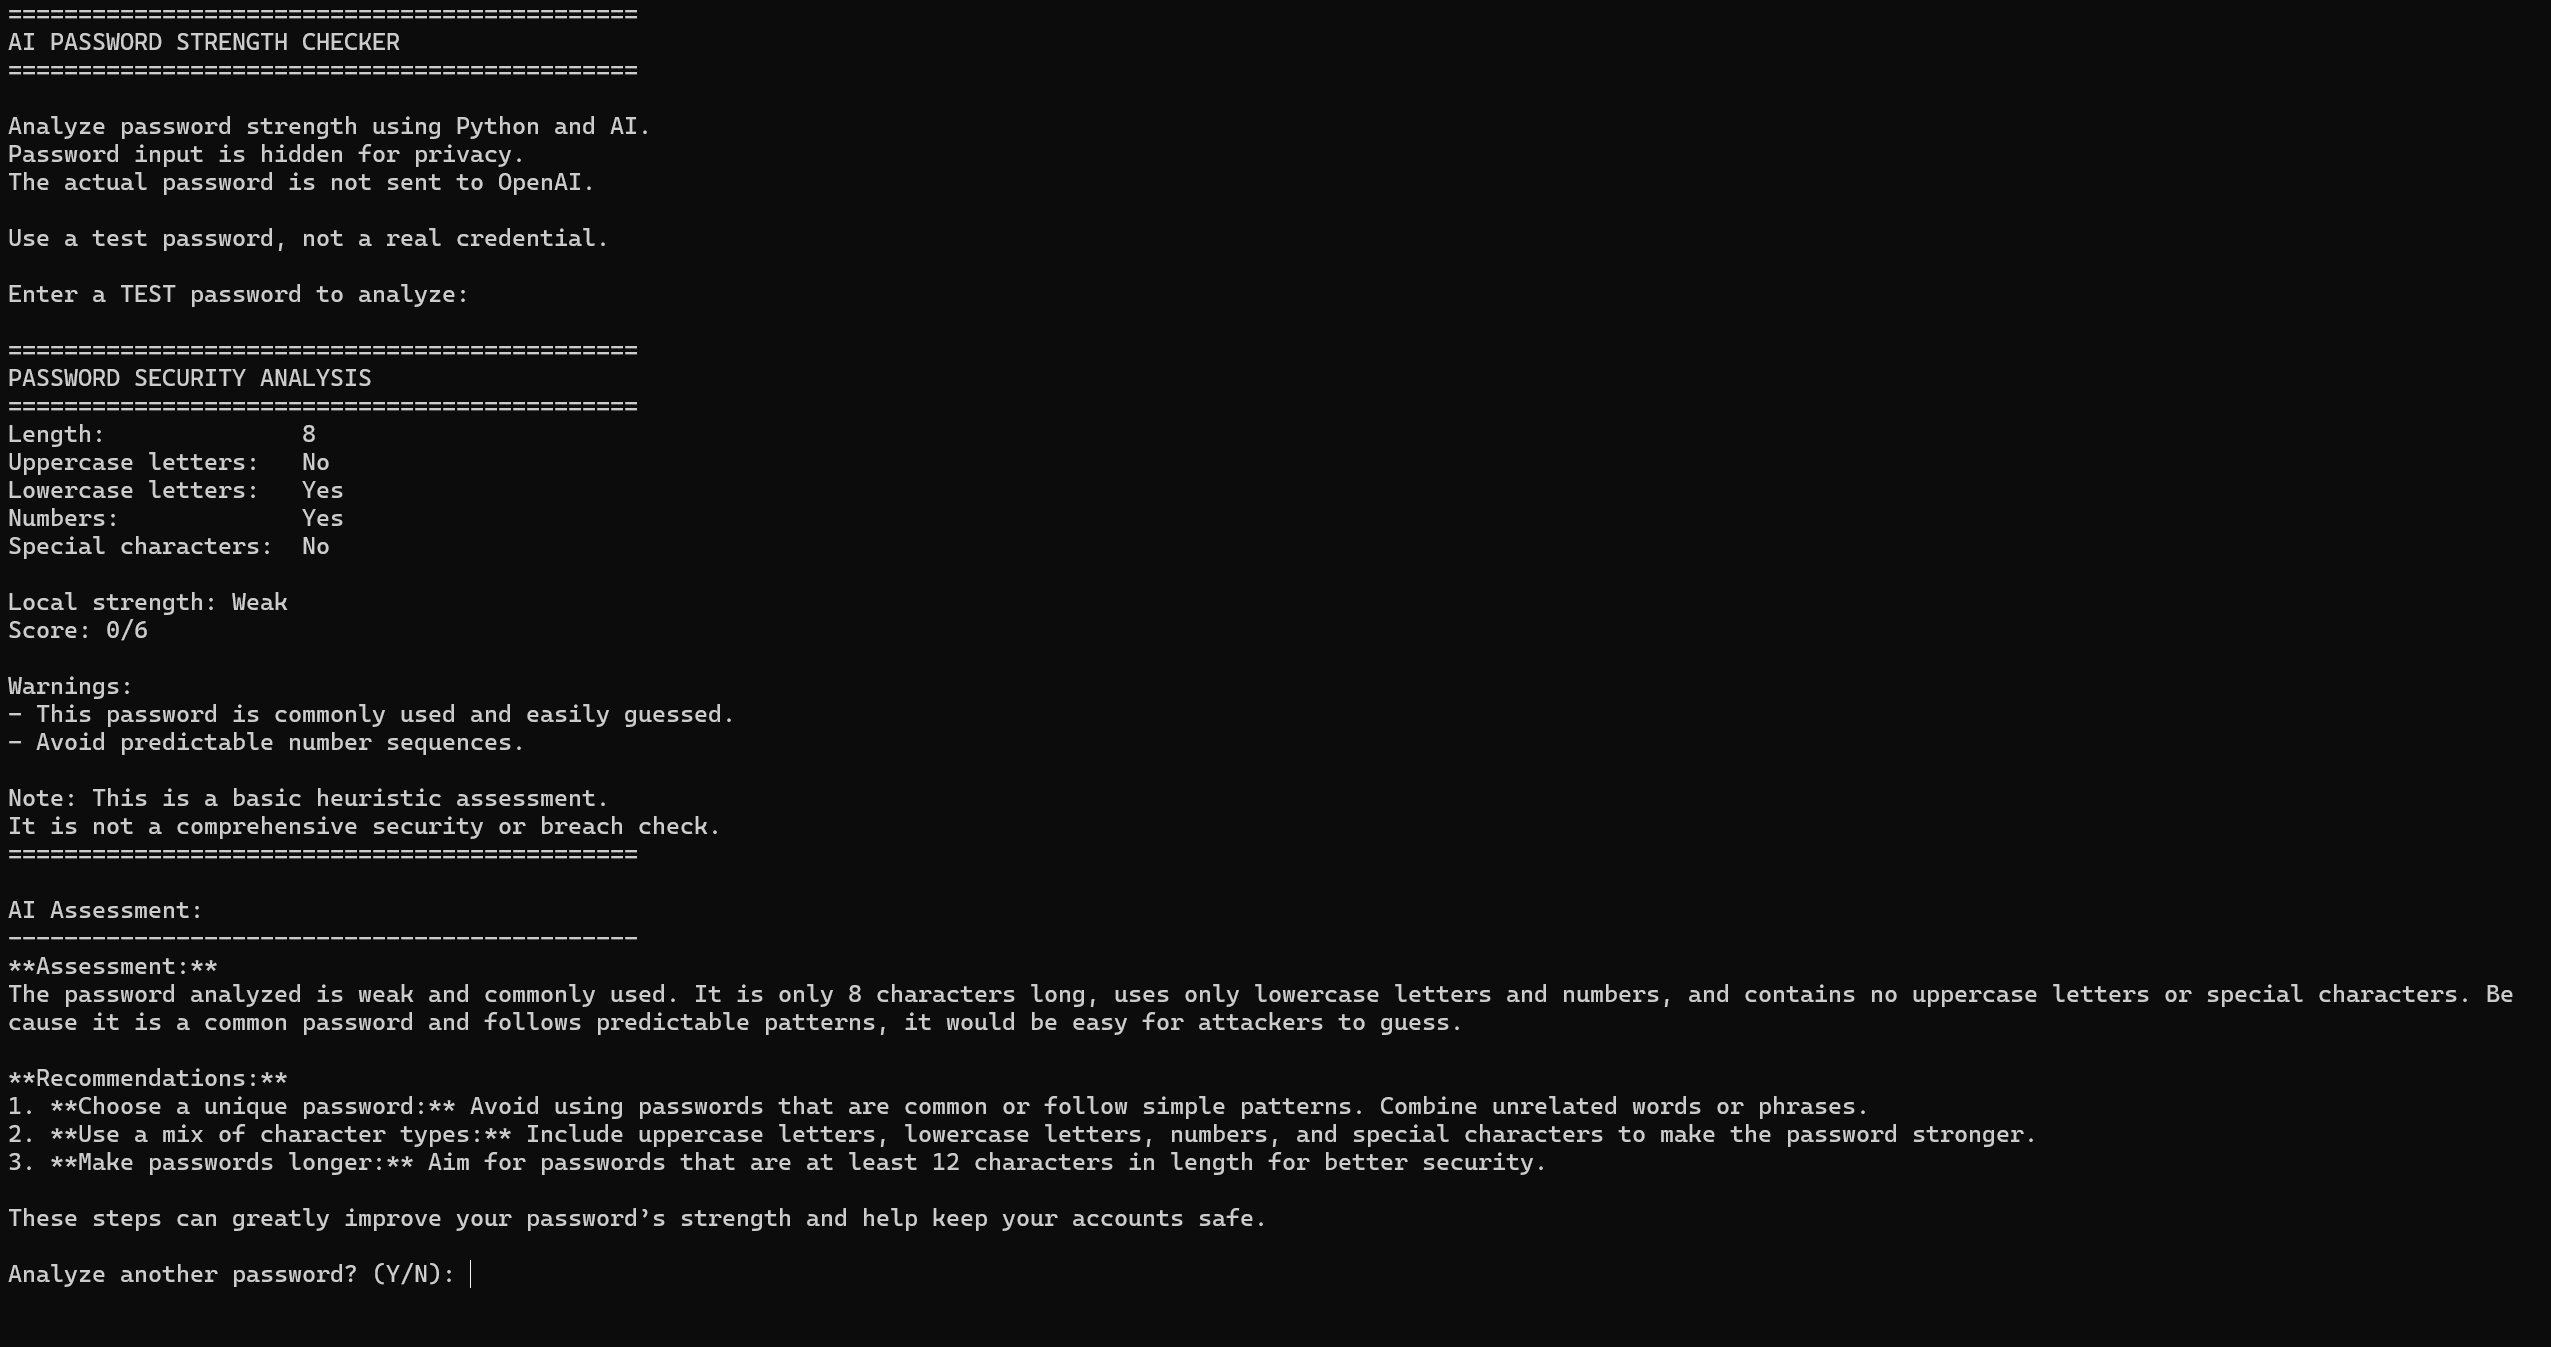 =============================================
AI PASSWORD STRENGTH CHECKER
=============================================
Analyze password strength using Python and AI.
Password input is hidden for privacy.
The actual password is not sent to OpenAI.
Use a test password, not a real credential.
Enter a TEST password to analyze:
=============================================
PASSWORD SECURITY ANALYSIS
=============================================
Length:              8
Uppercase letters:   No
Lowercase letters:   Yes
Numbers:             Yes
Special characters:  No
Local strength: Weak
Score: 0/6
Warnings:
- This password is commonly used and easily guessed.
- Avoid predictable number sequences.
Note: This is a basic heuristic assessment.
It is not a comprehensive security or breach check.
=============================================
AI Assessment:
---------------------------------------------
**Assessment:**
The password analyzed is weak and commonly used. It is only 8 characters long, uses only lowercase letters and numbers, and contains no uppercase letters or special characters. Be
cause it is a common password and follows predictable patterns, it would be easy for attackers to guess.
**Recommendations:**
1. **Choose a unique password:** Avoid using passwords that are common or follow simple patterns. Combine unrelated words or phrases.
2. **Use a mix of character types:** Include uppercase letters, lowercase letters, numbers, and special characters to make the password stronger.
3. **Make passwords longer:** Aim for passwords that are at least 12 characters in length for better security.
These steps can greatly improve your password’s strength and help keep your accounts safe.
Analyze another password? (Y/N):